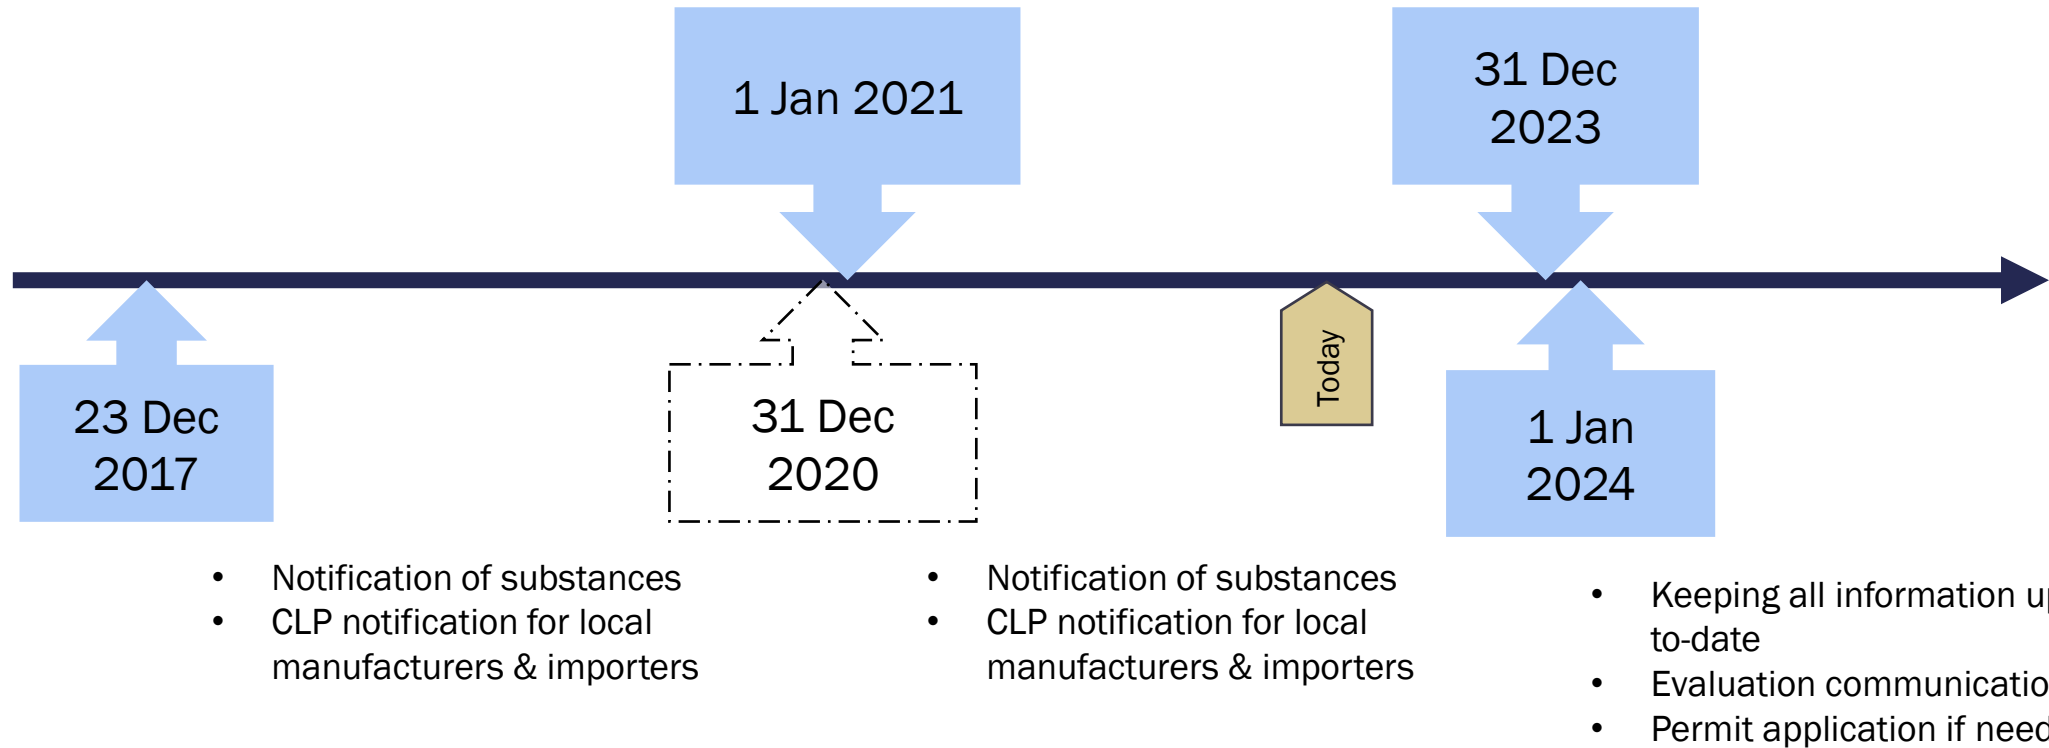 1 Jan 2021
31 Dec
2023
Today
23 Dec
2017
31 Dec
2020
1 Jan
2024
• Notification of substances
• CLP notification for local
manufacturers & importers
• Notification of substances
• CLP notification for local
manufacturers & importers
• Keeping all information
to-date
• Evaluation
• Permit application if